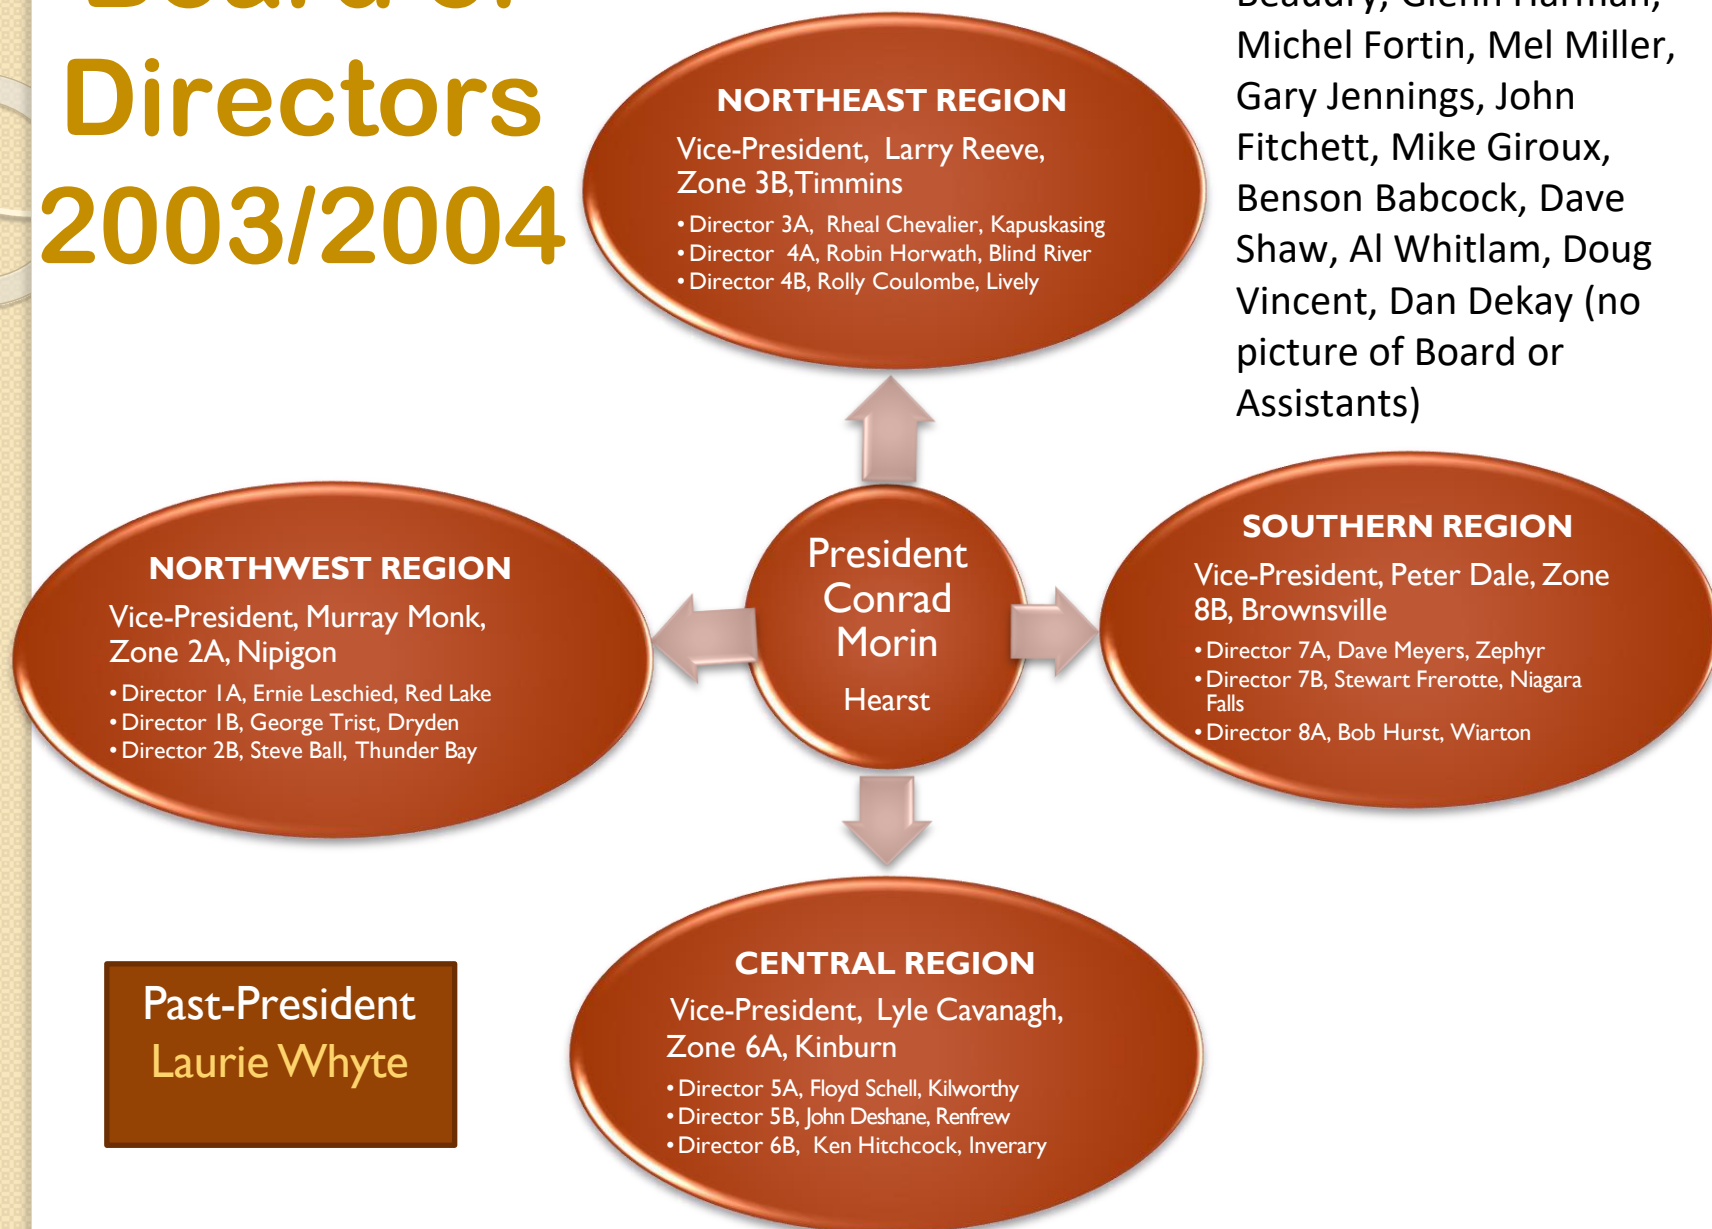 Board of
Directors
2003/2004
Beaudry, Glenn Harman,
Michel Fortin, Mel Miller,
Gary Jennings, John
Fitchett, Mike Giroux,
Benson Babcock, Dave
Shaw, Al Whitlam, Doug
Vincent, Dan Dekay (no
picture of Board or
Assistants)
NORTHEAST REGION
Vice-President, Larry Reeve,
Zone 3B, Timmins
• Director 3A, Rheal Chevalier, Kapuskasing
• Director 4A, Robin Horwath, Blind River
• Director 4B, Rolly Coulombe, Lively
NORTHWEST REGION
Vice-President, Murray Monk,
Zone 2A, Nipigon
• Director 1A, Ernie Leschied, Red Lake
• Director 1B, George Trist, Dryden
• Director 2B, Steve Ball, Thunder Bay
President
Conrad
Morin
Hearst
SOUTHERN REGION
Vice-President, Peter Dale, Zone
8B, Brownsville
• Director 7A, Dave Meyers, Zephyr
• Director 7B, Stewart Frerotte, Niagara
Falls
• Director 8A, Bob Hurst, Wiarton
CENTRAL REGION
Vice-President, Lyle Cavanagh,
Zone 6A, Kinburn
• Director 5A, Floyd Schell, Kilworthy
• Director 5B, John Deshane, Renfrew
• Director 6B, Ken Hitchcock, Inverary
Past-President
Laurie Whyte